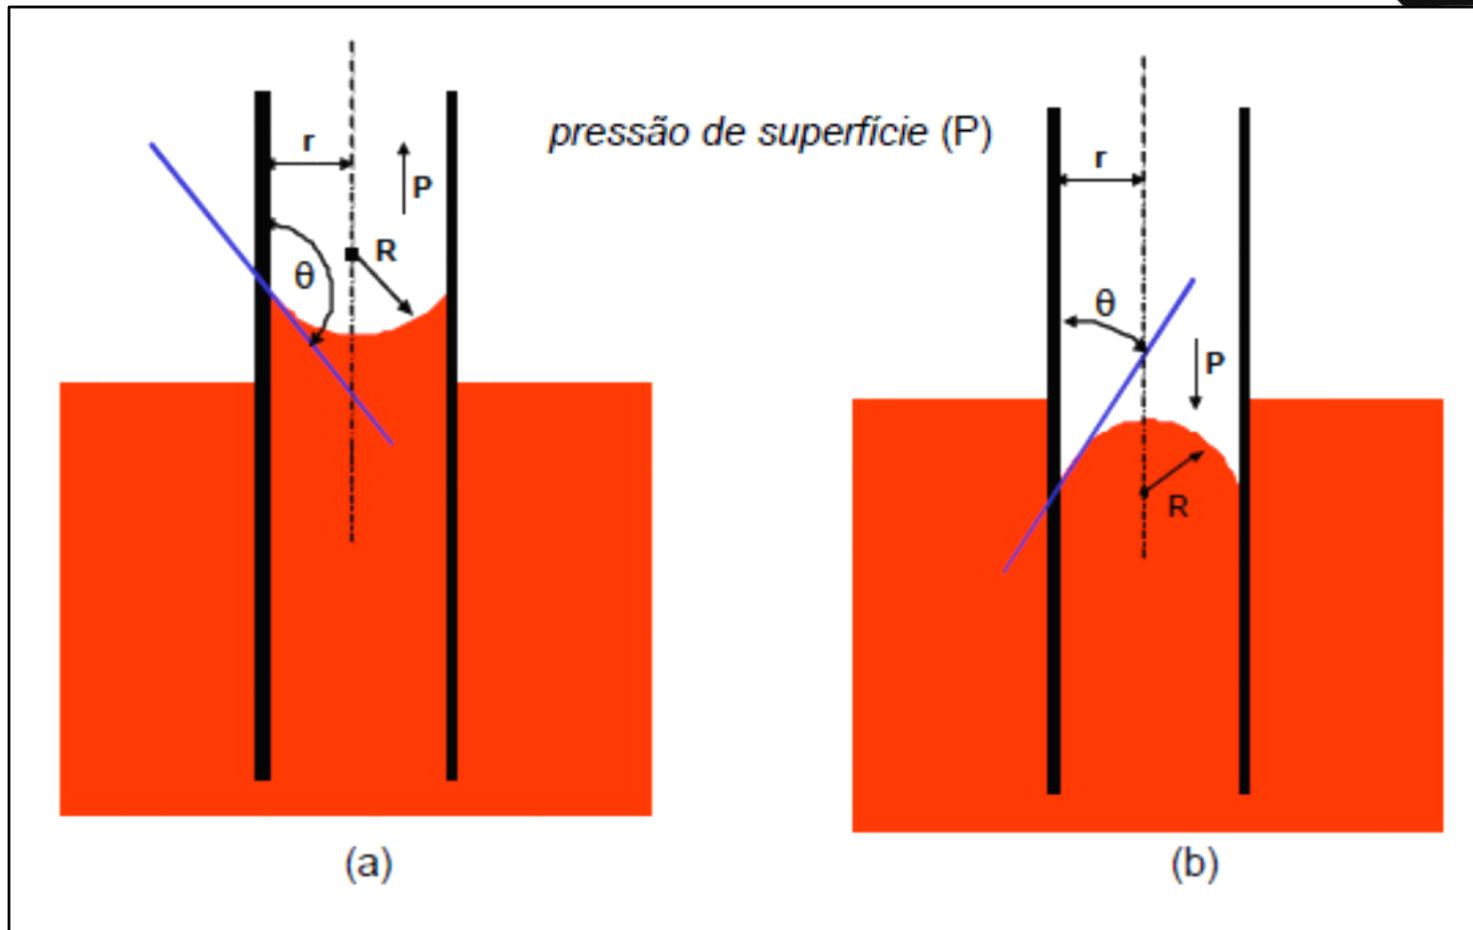 pressão de superfície (P)
r
P
R
θ
(a)
r
θ
P
R
(b)